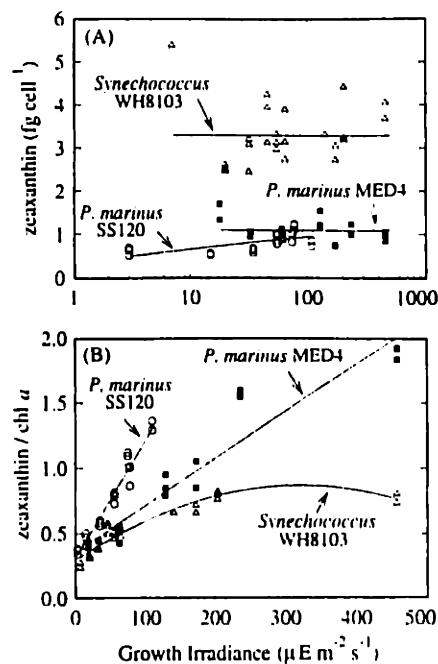 (A)
zeaxanthin (fg cell⁻¹)
6
5
4
3
2
1
0
Synechococcus
WH8103
P. marinus MED4
P. marinus
SS120
1
10
100
1000
(B)
zeaxanthin / chl a
2.0
1.5
1.0
0.5
0.0
P. marinus MED4
P. marinus
SS120
Synechococcus
WH8103
0
100
200
300
400
500
Growth Irradiance (µE m⁻² s⁻¹)